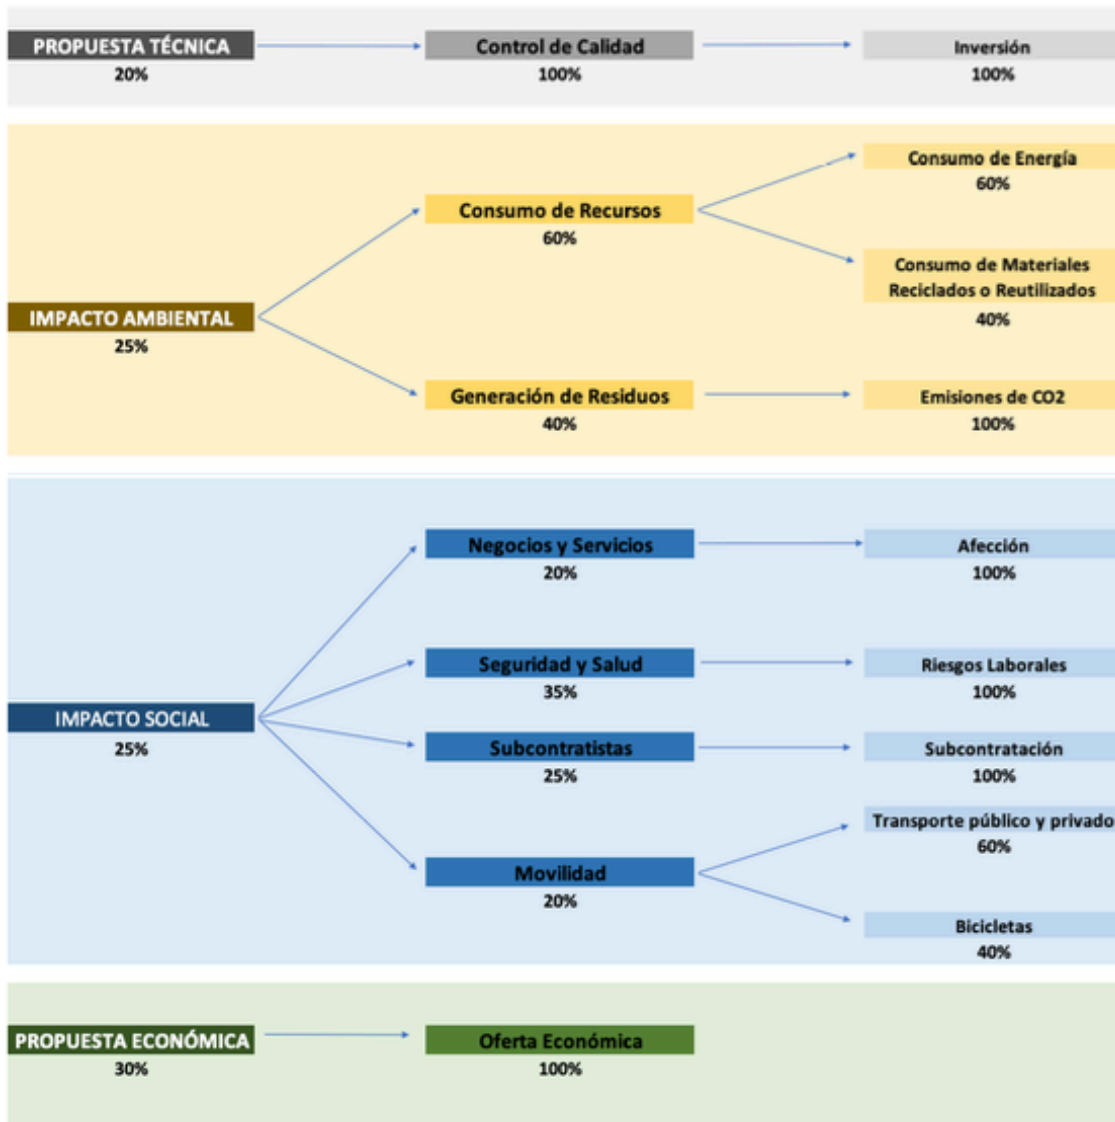 PROPUESTA TÉCNICA
20%
Control de Calidad
100%
Inversión
100%
IMPACTO AMBIENTAL
25%
Consumo de Recursos
60%
Consumo de Energía
60%
Consumo de Materiales
Reciclados o Reutilizados
40%
Generación de Residuos
40%
Emisiones de CO2
100%
IMPACTO SOCIAL
25%
Negocios y Servicios
20%
Afección
100%
Seguridad y Salud
35%
Riesgos Laborales
100%
Subcontratistas
25%
Subcontratación
100%
Movilidad
20%
Transporte público y privado
60%
Bicicletas
40%
PROPUESTA ECONÓMICA
30%
Oferta Económica
100%